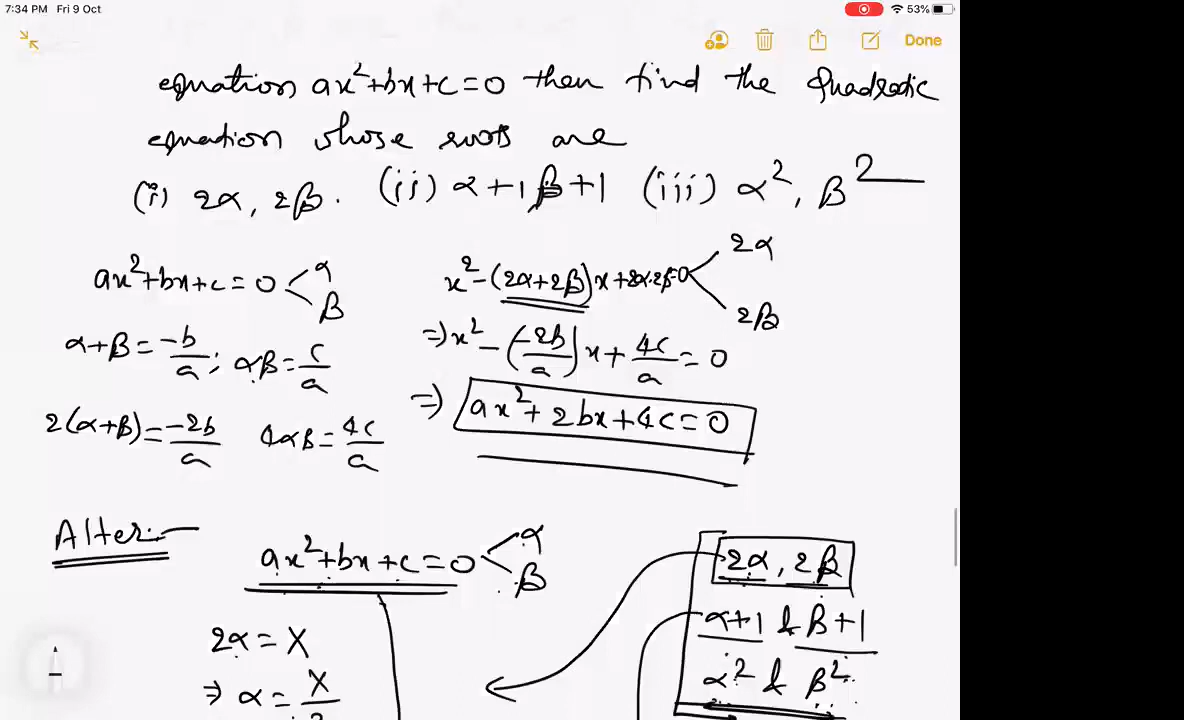 7:34 PM Fri 9 Oct 53%
Done
equation ax²+bx+c=0 then find the Quadratic
equation whose roots are
(i) 2α, 2β. (ii) α+1 β+1 (iii) α², β²
ax²+bx+c=0 α β
x²-(2α+2β)x+2α.2β=0 2α 2β
α+β=-b/a; αβ=c/a
⇒x²-(-2b/a)x+4c/a=0
2(α+β)=-2b/a 4αβ=4c/a
⇒ ax²+2bx+4c=0
Alter:-
ax²+bx+c=0 α β
2α, 2β
2α=X
α+1 & β+1
⇒ α=X/2
α² & β²